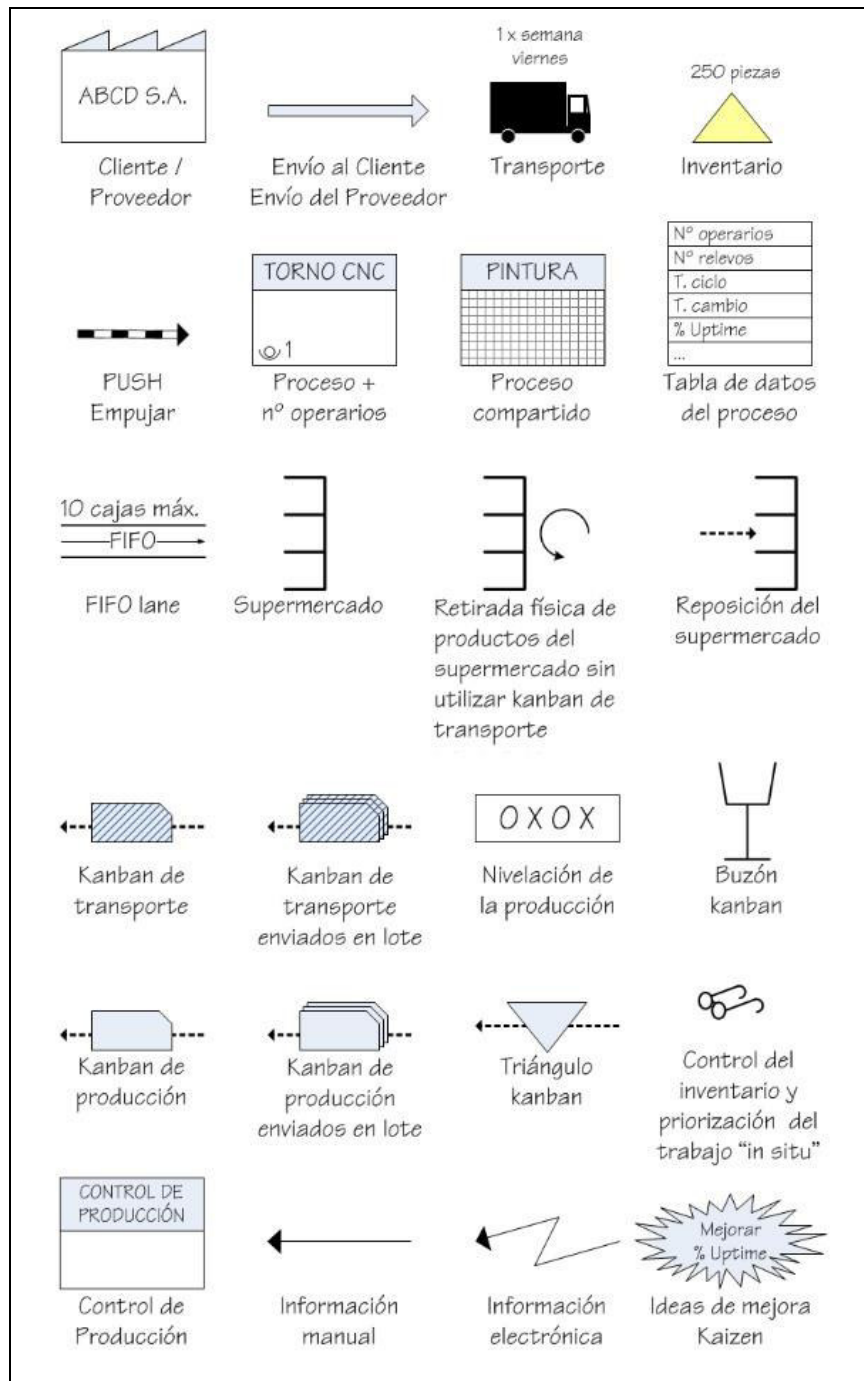 ABCD S.A.
Cliente /
Proveedor
Envío al Cliente
Envío del Proveedor
1 x semana
viernes
Transporte
250 piezas
Inventario
PUSH
Empujar
TORNO CNC
1
Proceso +
nº operarios
PINTURA
Proceso
compartido
Nº operarios
Nº relevos
T. ciclo
T. cambio
% Uptime
...
Tabla de datos
del proceso
10 cajas máx.
FIFO
FIFO lane
Supermercado
Retirada física de
productos del
supermercado sin
utilizar kanban de
transporte
Reposición del
supermercado
Kanban de
transporte
Kanban de
transporte
enviados en lote
OXOX
Nivelación de
la producción
Buzón
kanban
Kanban de
producción
Kanban de
producción
enviados en lote
Triángulo
kanban
Control del
inventario y
priorización del
trabajo "in situ"
CONTROL DE
PRODUCCIÓN
Control de
Producción
Información
manual
Información
electrónica
Mejorar
% Uptime
Ideas de mejora
Kaizen